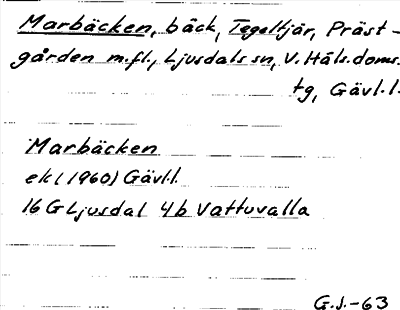 Marbäcken, bäck, Tegeltjär, Präst-
gården m.fl., Ljusdals sn, V. Häls. doms.
tg, Gävl.l.
Marbäcken
ek (1960) Gävl.l.
16 G Ljusdal 4b Vattuvalla
G.J.-63